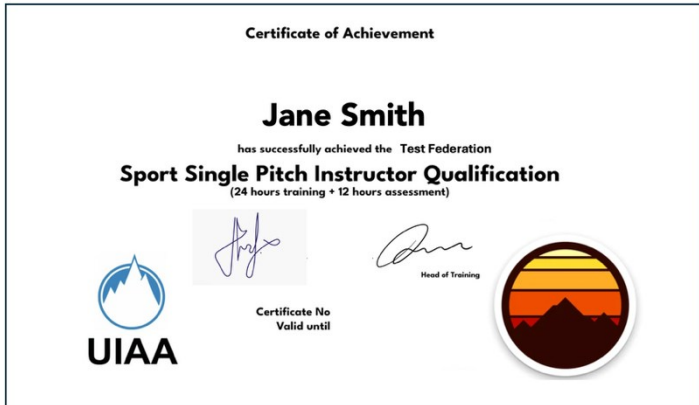 Certificate of Achievement
Jane Smith
has successfully achieved the Test Federation
Sport Single Pitch Instructor Qualification
(24 hours training + 12 hours assessment)
Head of Training
Certificate No
Valid until
UIAA